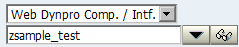 Web Dynpro Comp. / Intf.
zsample_test